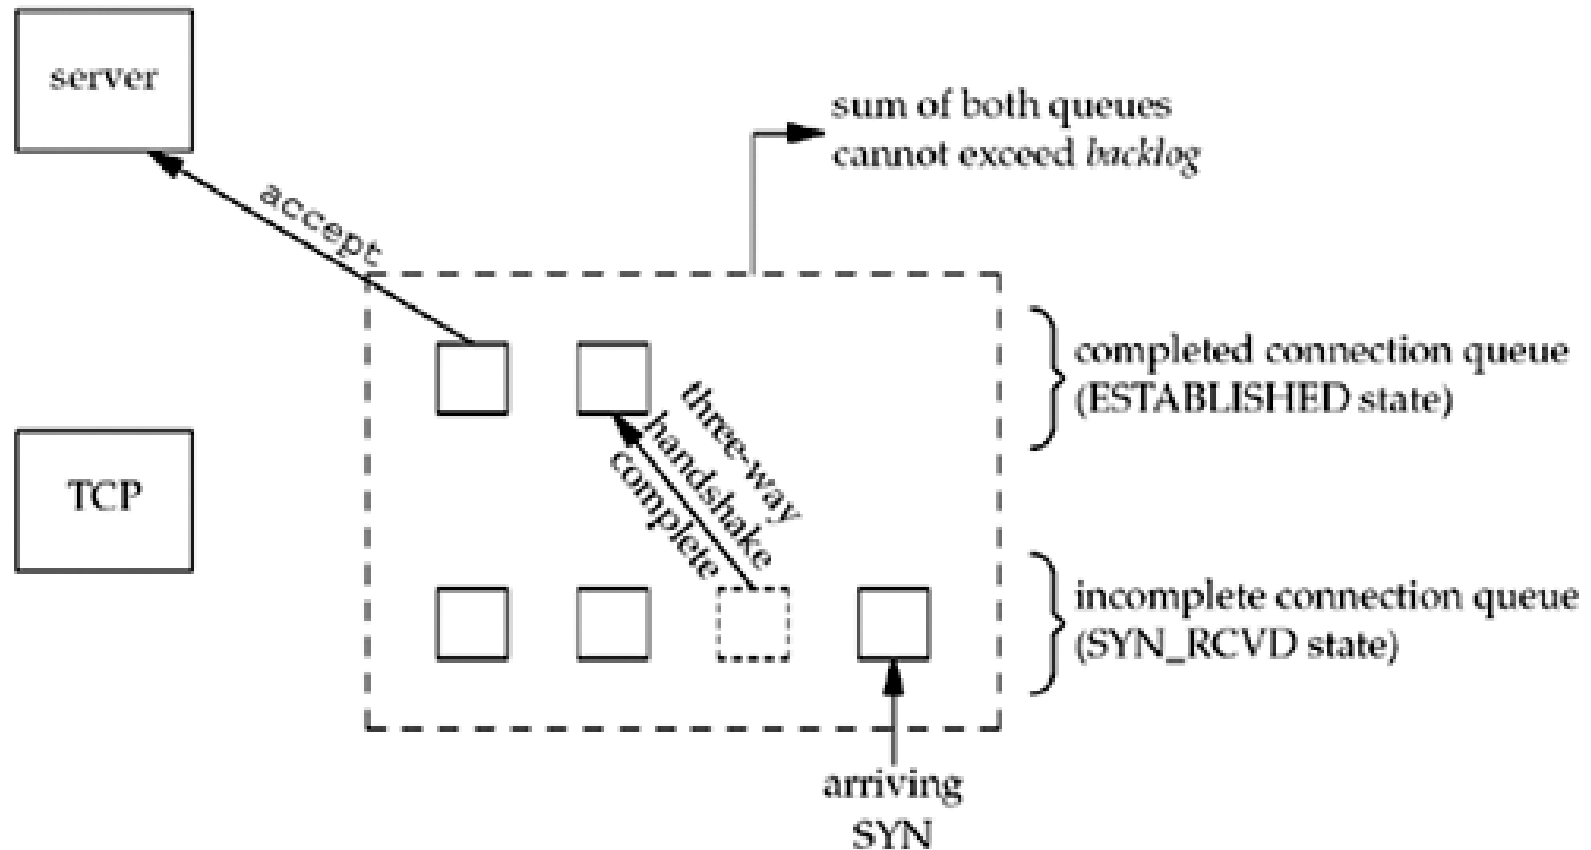 server
sum of both queues
cannot exceed backlog
accept
completed connection queue
(ESTABLISHED state)
three-way
handshake
complete
TCP
incomplete connection queue
(SYN_RCVD state)
arriving
SYN